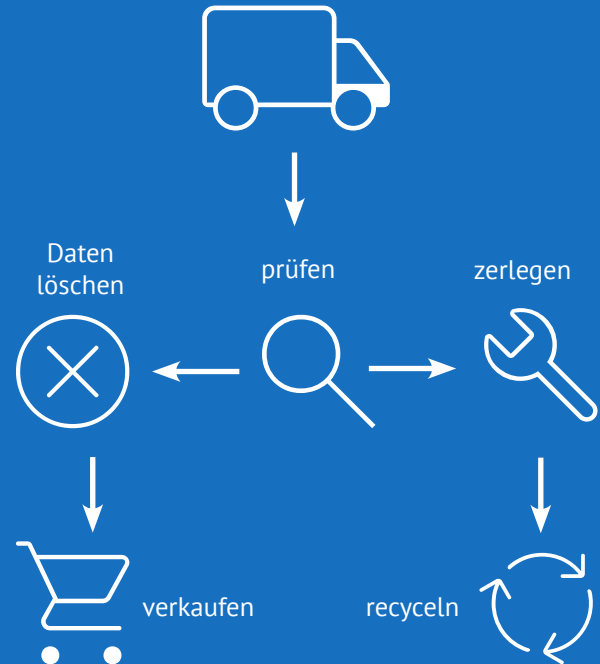 Daten
löschen
prüfen
zerlegen
verkaufen
recyceln